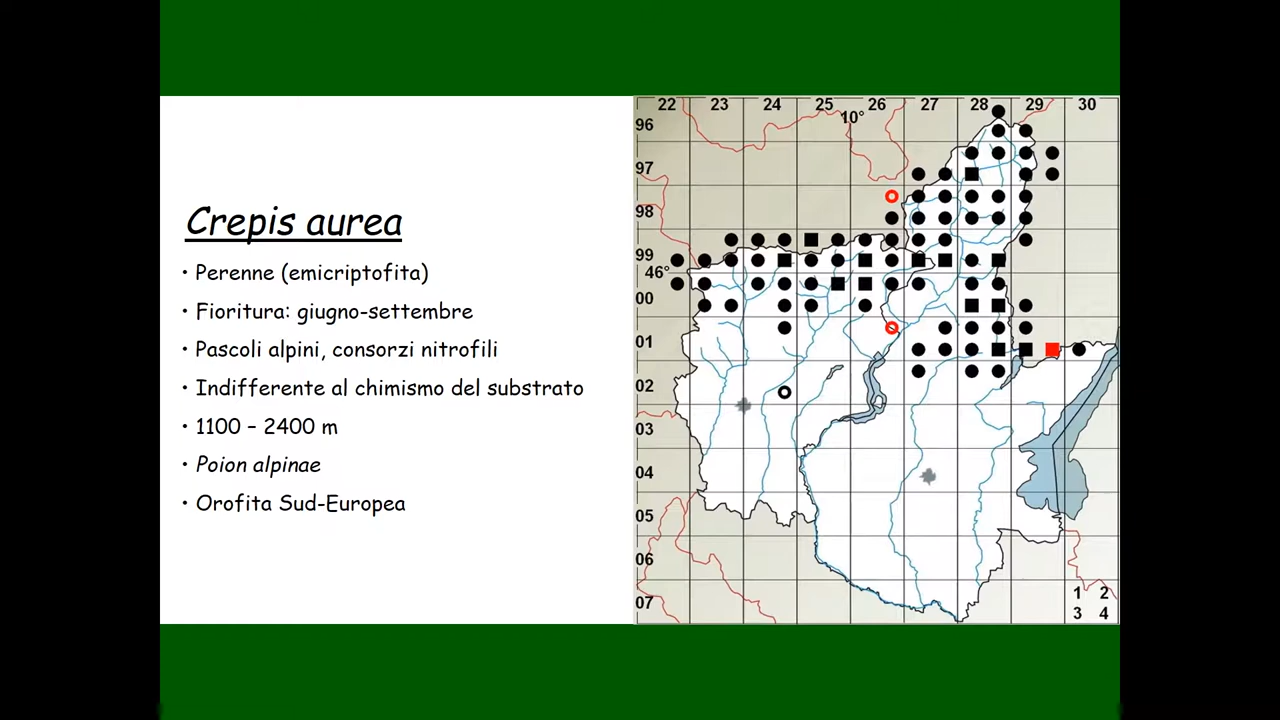 Crepis aurea
• Perenne (emicriptofita)
• Fioritura: giugno-settembre
• Pascoli alpini, consorzi nitrofili
• Indifferente al chimismo del substrato
• 1100 – 2400 m
• Poion alpinae
• Orofita Sud-Europea
22 23 24 25 26 27 28 29 30
10°
96
97
98
99
46°
00
01
02
03
04
05
06
07
1 2
3 4